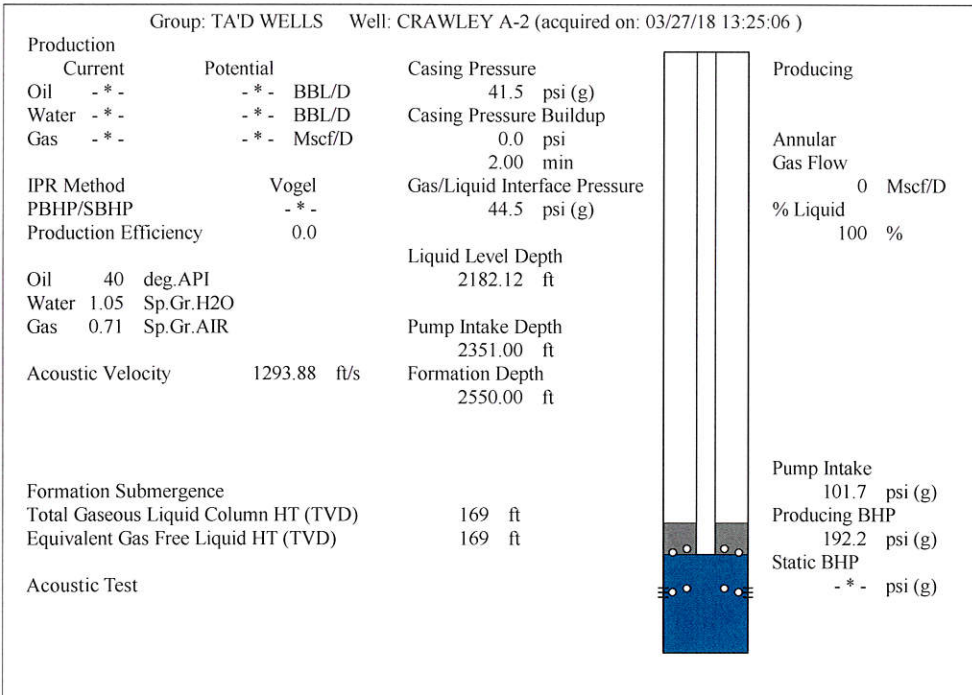 Group: TA'D WELLS Well: CRAWLEY A-2 (acquired on: 03/27/18 13:25:06 )
Production
Current Potential
Oil - * - - * - BBL/D
Water - * - - * - BBL/D
Gas - * - - * - Mscf/D
IPR Method Vogel
PBHP/SBHP - * -
Production Efficiency 0.0
Oil 40 deg.API
Water 1.05 Sp.Gr.H2O
Gas 0.71 Sp.Gr.AIR
Acoustic Velocity 1293.88 ft/s
Formation Submergence
Total Gaseous Liquid Column HT (TVD) 169 ft
Equivalent Gas Free Liquid HT (TVD) 169 ft
Acoustic Test
Casing Pressure
41.5 psi (g)
Casing Pressure Buildup
0.0 psi
2.00 min
Gas/Liquid Interface Pressure
44.5 psi (g)
Liquid Level Depth
2182.12 ft
Pump Intake Depth
2351.00 ft
Formation Depth
2550.00 ft
Producing
Annular
Gas Flow
0 Mscf/D
% Liquid
100 %
Pump Intake
101.7 psi (g)
Producing BHP
192.2 psi (g)
Static BHP
- * - psi (g)